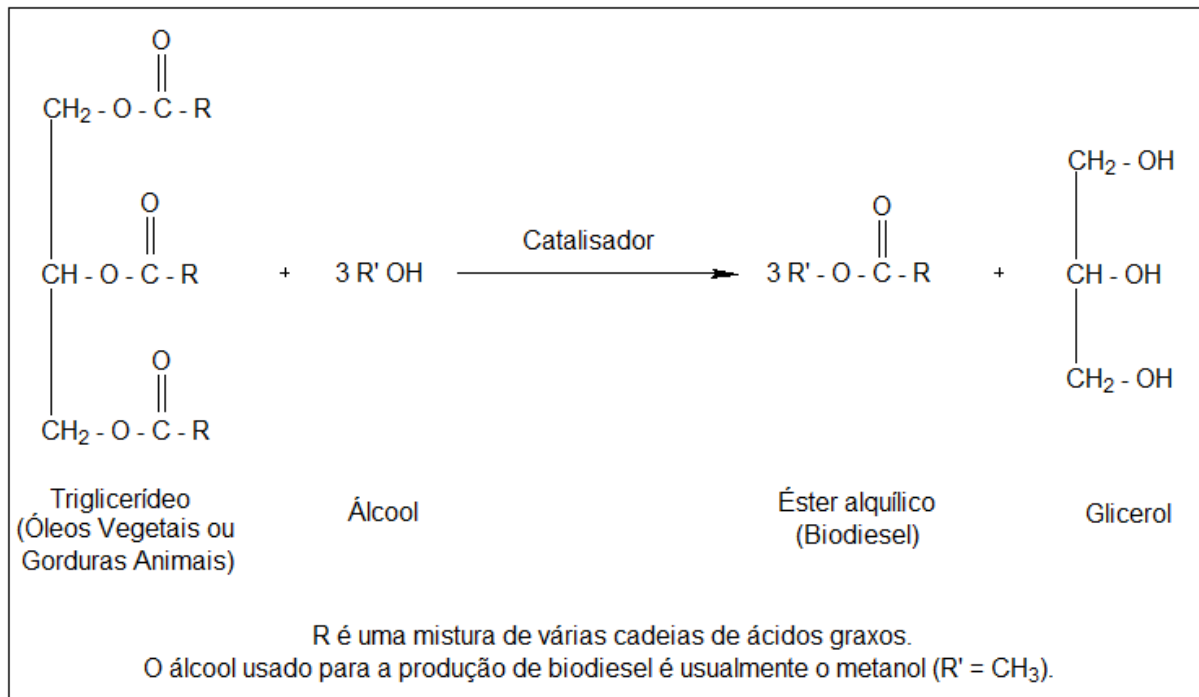 O
CH₂ - O - C - R
O
CH - O - C - R + 3 R' OH Catalisador 3 R' - O - C - R + CH - OH
O
CH₂ - OH
O
CH₂ - O - C - R
CH₂ - OH
Triglicerídeo
(Óleos Vegetais ou
Gorduras Animais)
Álcool
Éster alquílico
(Biodiesel)
Glicerol
R é uma mistura de várias cadeias de ácidos graxos.
O álcool usado para a produção de biodiesel é usualmente o metanol (R' = CH₃).